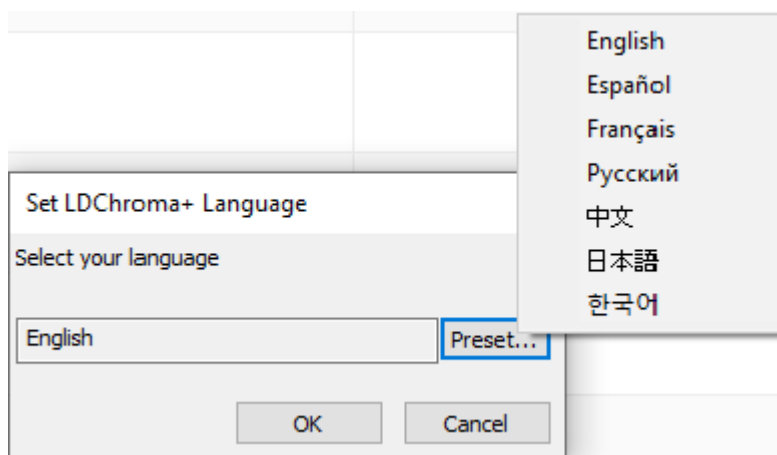 English
Español
Français
Русский
中文
日本語
한국어
Set LDChroma+ Language
Select your language
English
Preset...
OK
Cancel